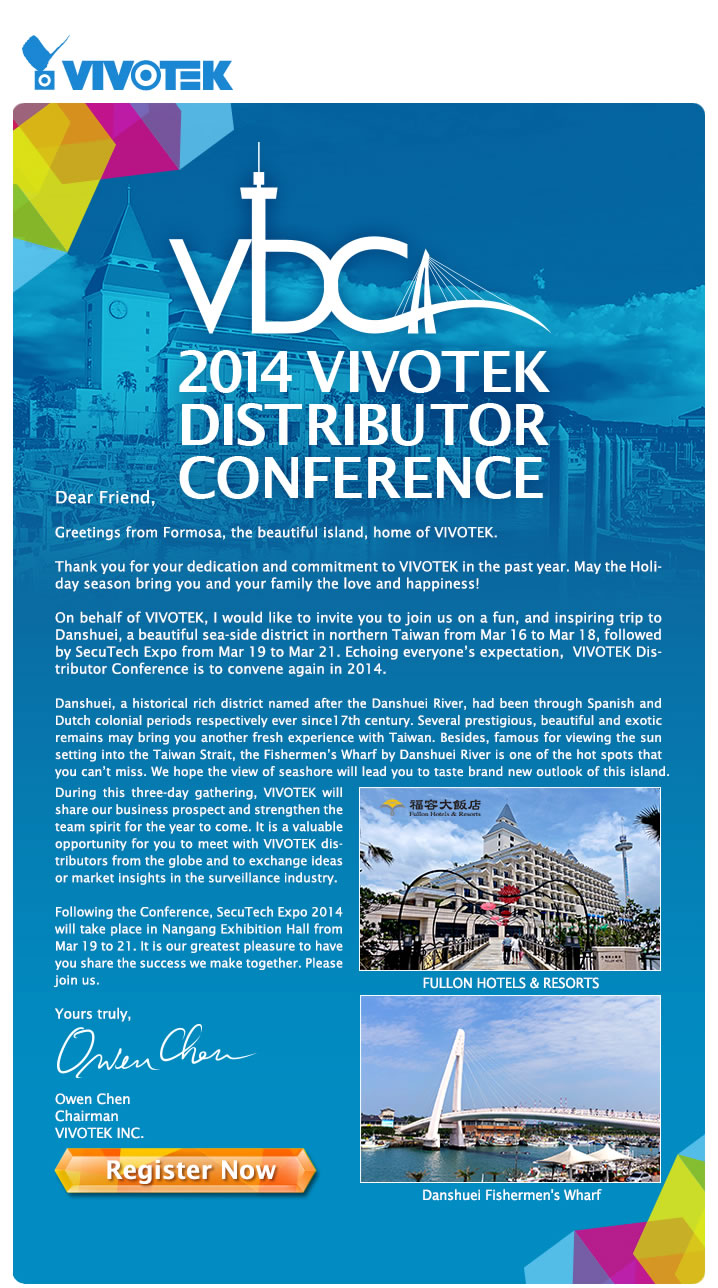 VIVOTEK
VDC
2014 VIVOTEK
DISTRIBUTOR
CONFERENCE
Dear Friend,
Greetings from Formosa, the beautiful island, home of VIVOTEK.
Thank you for your dedication and commitment to VIVOTEK in the past year. May the Holi-
day season bring you and your family the love and happiness!
On behalf of VIVOTEK, I would like to invite you to join us on a fun, and inspiring trip to
Danshuei, a beautiful sea-side district in northern Taiwan from Mar 16 to Mar 18, followed
by SecuTech Expo from Mar 19 to Mar 21. Echoing everyone's expectation, VIVOTEK Dis-
tributor Conference is to convene again in 2014.
Danshuei, a historical rich district named after the Danshuei River, had been through Spanish and
Dutch colonial periods respectively ever since17th century. Several prestigious, beautiful and exotic
remains may bring you another fresh experience with Taiwan. Besides, famous for viewing the sun
setting into the Taiwan Strait, the Fishermen's Wharf by Danshuei River is one of the hot spots that
you can't miss. We hope the view of seashore will lead you to taste brand new outlook of this island.
During this three-day gathering, VIVOTEK will
share our business prospect and strengthen the
team spirit for the year to come. It is a valuable
opportunity for you to meet with VIVOTEK dis-
tributors from the globe and to exchange ideas
or market insights in the surveillance industry.
Following the Conference, SecuTech Expo 2014
will take place in Nangang Exhibition Hall from
Mar 19 to 21. It is our greatest pleasure to have
you share the success we make together. Please
join us.
Yours truly,
Owen Chen
Owen Chen
Chairman
VIVOTEK INC.
Register Now
福容大飯店
Fullon Hotels & Resorts
FULLON HOTELS & RESORTS
Danshuei Fishermen's Wharf